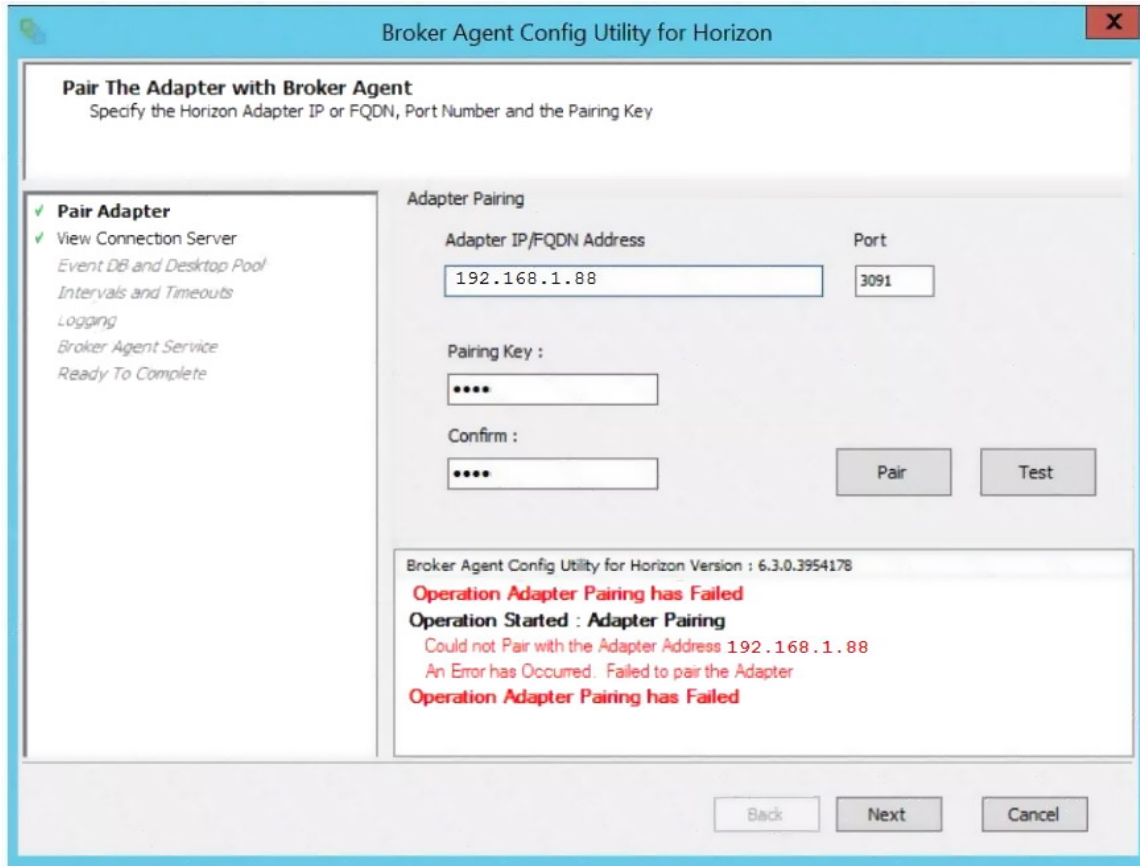 Broker Agent Config Utility for Horizon
X
Pair The Adapter with Broker Agent
Specify the Horizon Adapter IP or FQDN, Port Number and the Pairing Key
Pair Adapter
View Connection Server
Event DB and Desktop Pool
Intervals and Timeouts
Logging
Broker Agent Service
Ready To Complete
Adapter Pairing
Adapter IP/FQDN Address
Port
192.168.1.88
3091
Pairing Key :
••••
Confirm :
••••
Pair
Test
Broker Agent Config Utility for Horizon Version : 6.3.0.3954178
Operation Adapter Pairing has Failed
Operation Started : Adapter Pairing
Could not Pair with the Adapter Address 192.168.1.88
An Error has Occurred. Failed to pair the Adapter
Operation Adapter Pairing has Failed
Back
Next
Cancel